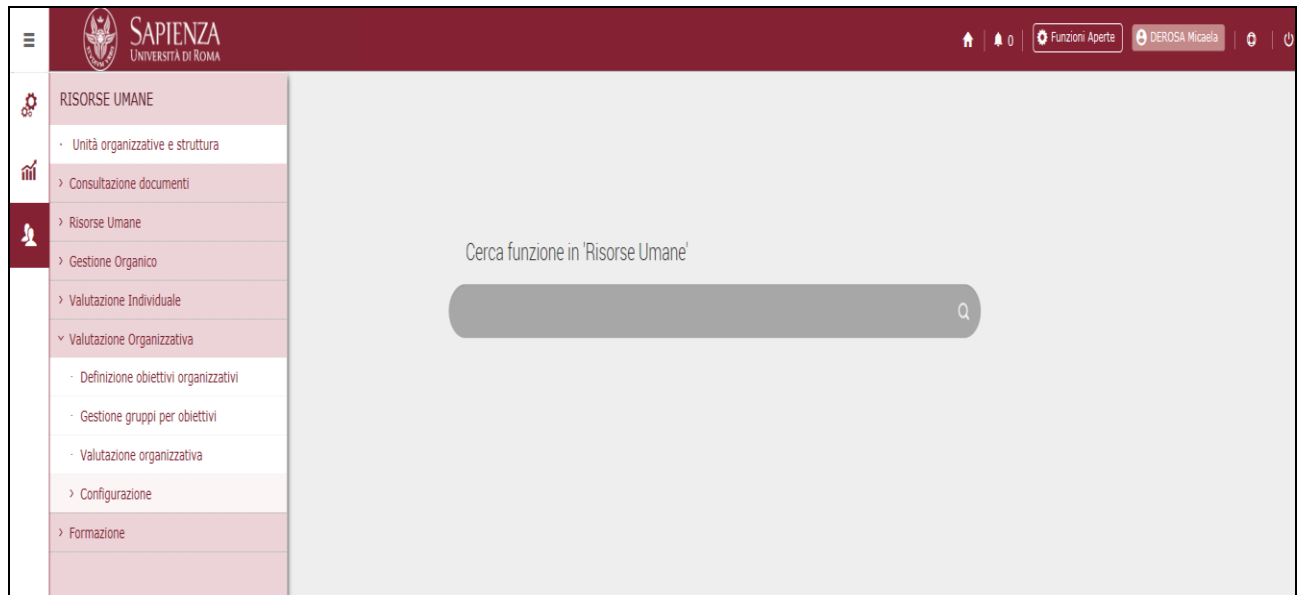 SAPIENZA
UNIVERSITÀ DI ROMA
0
Funzioni Aperte
DEROSA Micaela
RISORSE UMANE
Unità organizzative e struttura
Consultazione documenti
Risorse Umane
Gestione Organico
Valutazione Individuale
Valutazione Organizzativa
Definizione obiettivi organizzativi
Gestione gruppi per obiettivi
Valutazione organizzativa
Configurazione
Formazione
Cerca funzione in 'Risorse Umane'